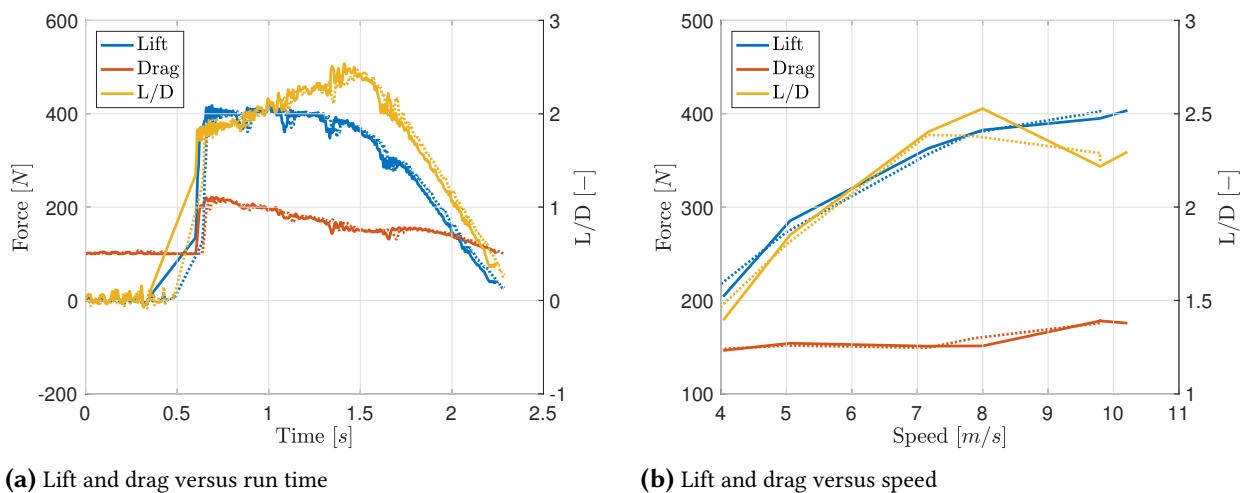 600
400
200
0
-200
Force [N]
Lift
Drag
L/D
3
2
1
0
-1
L/D [−]
0
0.5
1
1.5
2
2.5
Time [s]
(a) Lift and drag versus run time
500
400
300
200
100
Force [N]
Lift
Drag
L/D
3
2.5
2
1.5
1
L/D [−]
4
5
6
7
8
9
10
11
Speed [m/s]
(b) Lift and drag versus speed